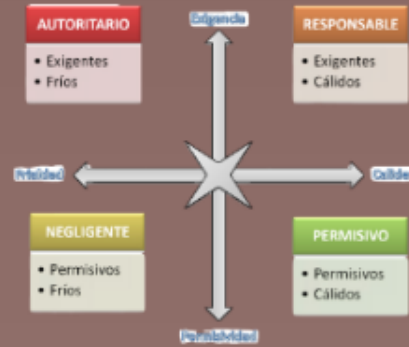 AUTORITARIO
• Exigentes
• Fríos
Exigencia
RESPONSABLE
• Exigentes
• Cálidos
Frialdad
NEGLIGENTE
• Permisivos
• Fríos
PERMISIVO
• Permisivos
• Cálidos
Permisividad